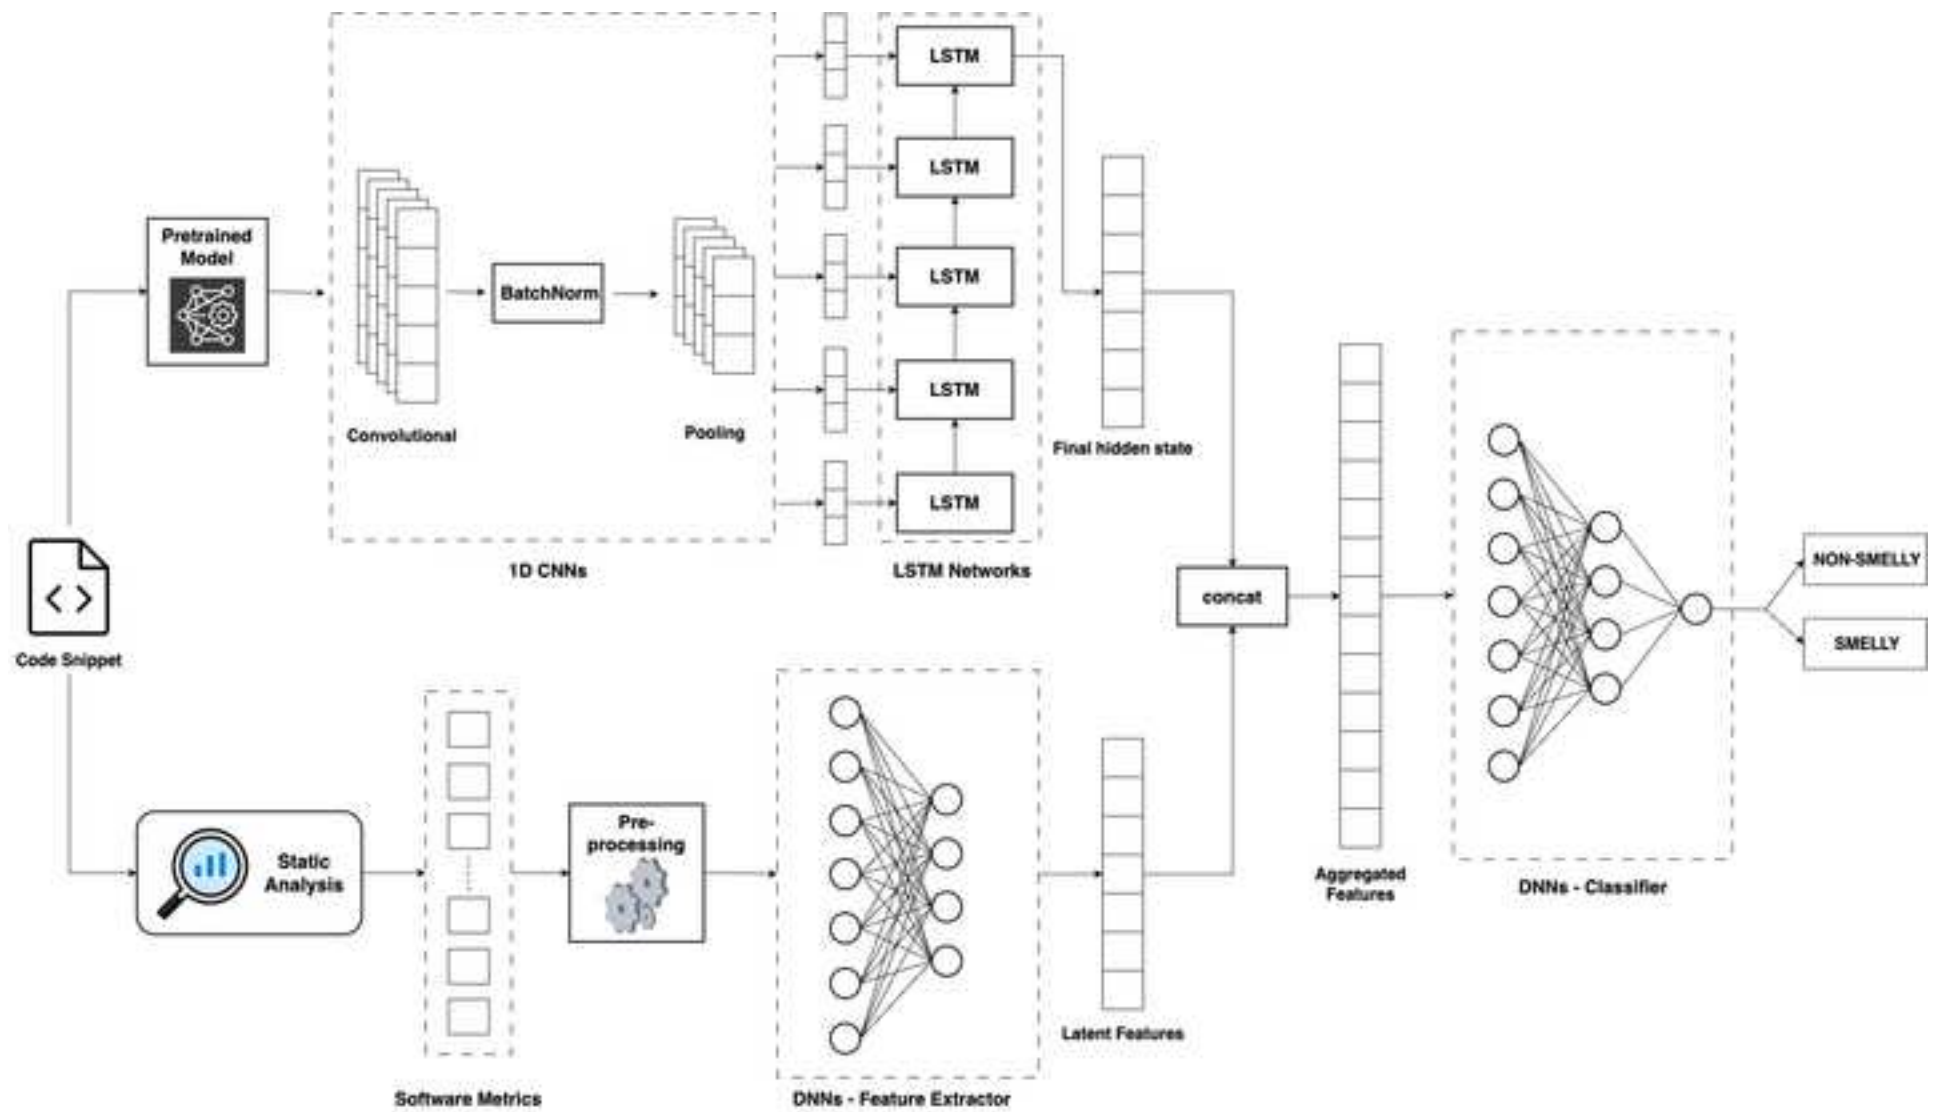 LSTM
LSTM
LSTM
LSTM
LSTM
Pretrained
Model
BatchNorm
Convolutional
Pooling
Final hidden state
1D CNNs
LSTM Networks
Code Snippet
concat
NON-SMELLY
SMELLY
Static
Analysis
Pre-
processing
Software Metrics
DNNs - Feature Extractor
Latent Features
Aggregated
Features
DNNs - Classifier